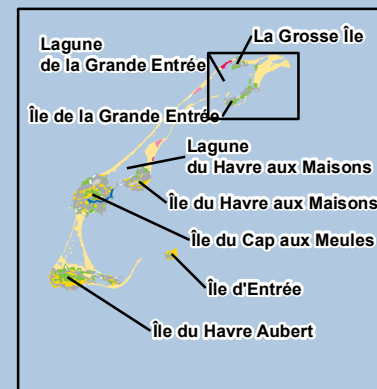 La Grosse Île
Lagune
de la Grande Entrée
Île de la Grande Entrée
Lagune
du Havre aux Maisons
Île du Havre aux Maisons
Île du Cap aux Meules
Île d'Entrée
Île du Havre Aubert